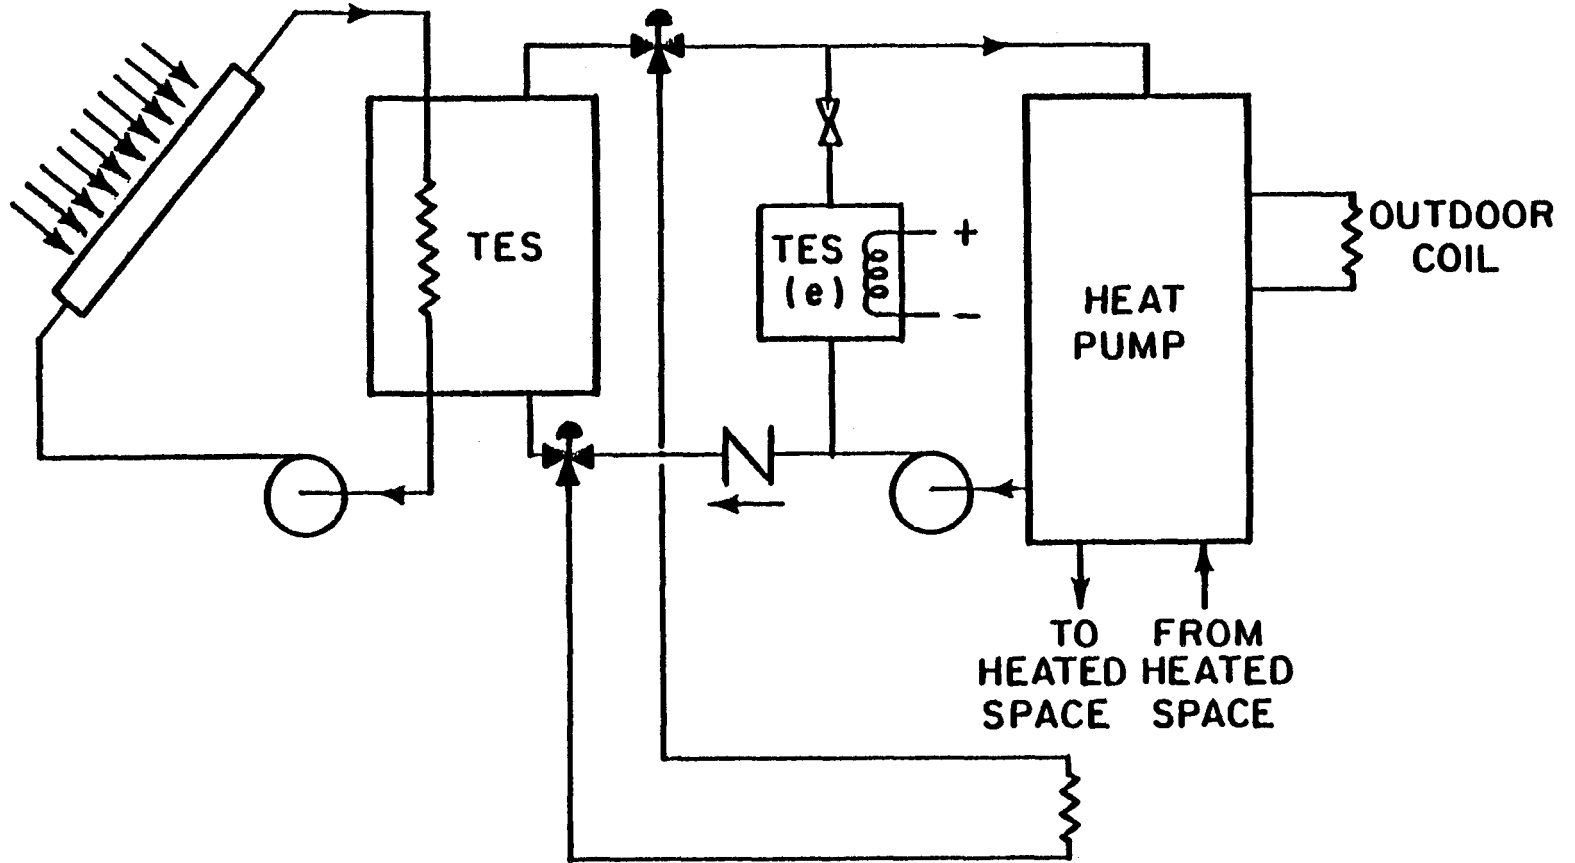 TES
TES
(e)
+
−
HEAT
PUMP
OUTDOOR
COIL
TO
HEATED
SPACE
FROM
HEATED
SPACE